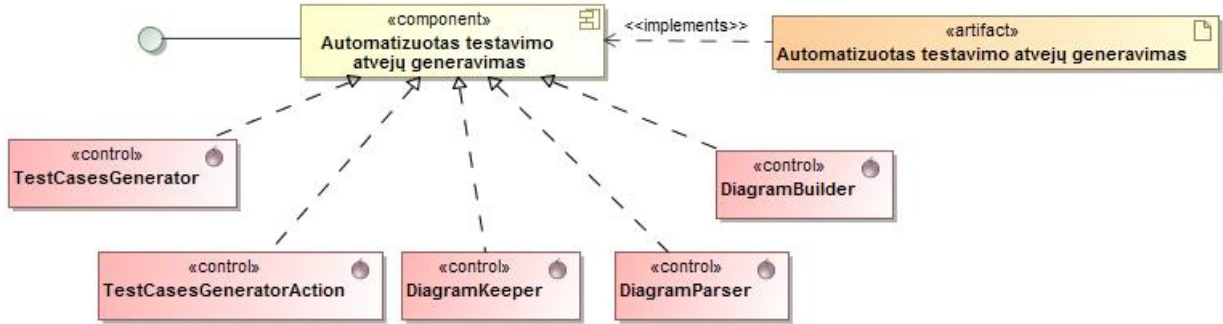 «component»
Automatizuotas testavimo
atvejų generavimas
<<implements>>
«artifact»
Automatizuotas testavimo atvejų generavimas
«control»
TestCasesGenerator
«control»
DiagramBuilder
«control»
TestCasesGeneratorAction
«control»
DiagramKeeper
«control»
DiagramParser